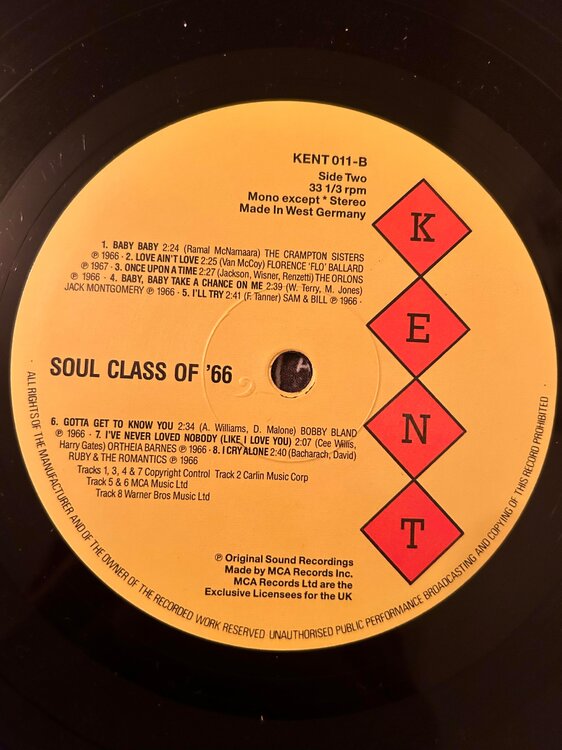 KENT 011-B
Side Two
33 1/3 rpm
Mono except * Stereo
Made In West Germany
K
E
N
T
1. BABY BABY 2:24 (Ramal McNamaara) THE CRAMPTON SISTERS
℗ 1966 · 2. LOVE AIN'T LOVE 2:25 (Van McCoy) FLORENCE 'FLO' BALLARD
℗ 1967 · 3. ONCE UPON A TIME 2:27 (Jackson, Wisner, Renzetti) THE ORLONS
℗ 1966 · 4. BABY, BABY TAKE A CHANCE ON ME 2:39 (W. Terry, M. Jones)
JACK MONTGOMERY ℗ 1966 · 5. I'LL TRY 2:41 (F. Tanner) SAM & BILL ℗ 1966 ·
SOUL CLASS OF '66
6. GOTTA GET TO KNOW YOU 2:34 (A. Williams, D. Malone) BOBBY BLAND
℗ 1966 · 7. I'VE NEVER LOVED NOBODY (LIKE I LOVE YOU) 2:07 (Cee Willis,
Harry Gates) ORTHEIA BARNES ℗ 1966 · 8. I CRY ALONE 2:40 (Bacharach, David)
RUBY & THE ROMANTICS ℗ 1966
Tracks 1, 3, 4 & 7 Copyright Control Track 2 Carlin Music Corp
Track 5 & 6 MCA Music Ltd
Track 8 Warner Bros Music Ltd
℗ Original Sound Recordings
Made by MCA Records Inc.
MCA Records Ltd are the
Exclusive Licensees for the UK
ALL RIGHTS OF THE MANUFACTURER AND OF THE OWNER OF THE RECORDED WORK RESERVED UNAUTHORISED PUBLIC PERFORMANCE BROADCASTING AND COPYING OF THIS RECORD PROHIBITED